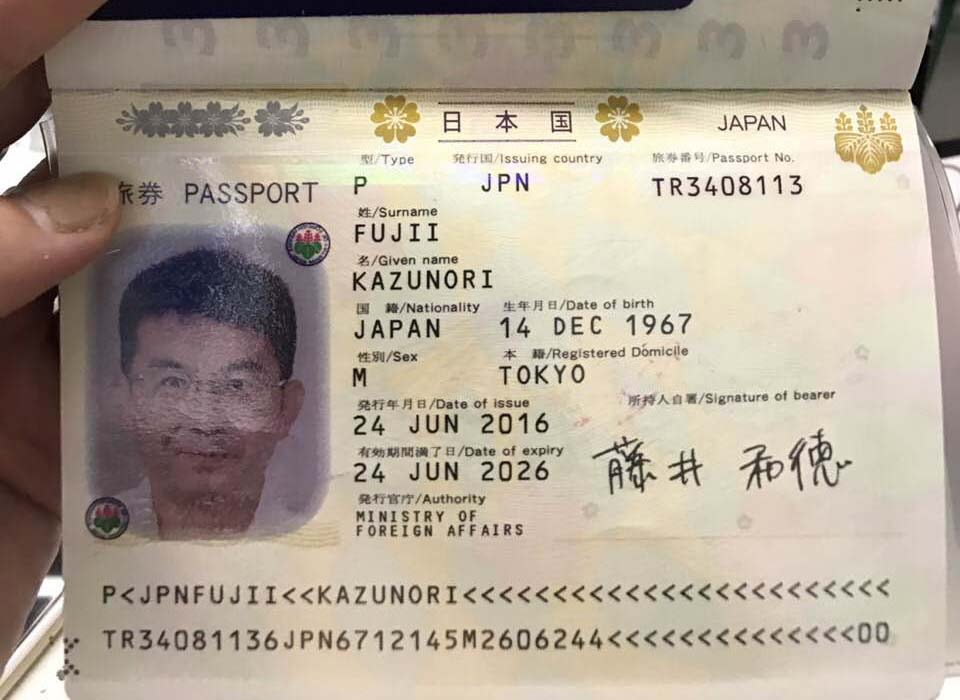 日本国
JAPAN
型/Type
発行国/Issuing country
旅券番号/Passport No.
旅券 PASSPORT
P
JPN
TR3408113
姓/Surname
FUJII
名/Given name
KAZUNORI
国 籍/Nationality
生年月日/Date of birth
JAPAN
14 DEC 1967
性別/Sex
本 籍/Registered Domicile
M
TOKYO
発行年月日/Date of issue
所持人自署/Signature of bearer
24 JUN 2016
有効期間満了日/Date of expiry
24 JUN 2026
藤井 和徳
発行官庁/Authority
MINISTRY OF
FOREIGN AFFAIRS
P<JPNFUJII<<KAZUNORI<<<<<<<<<<<<<<<<<<<<<<<<
TR34081136JPN6712145M2606244<<<<<<<<<<<<<<00